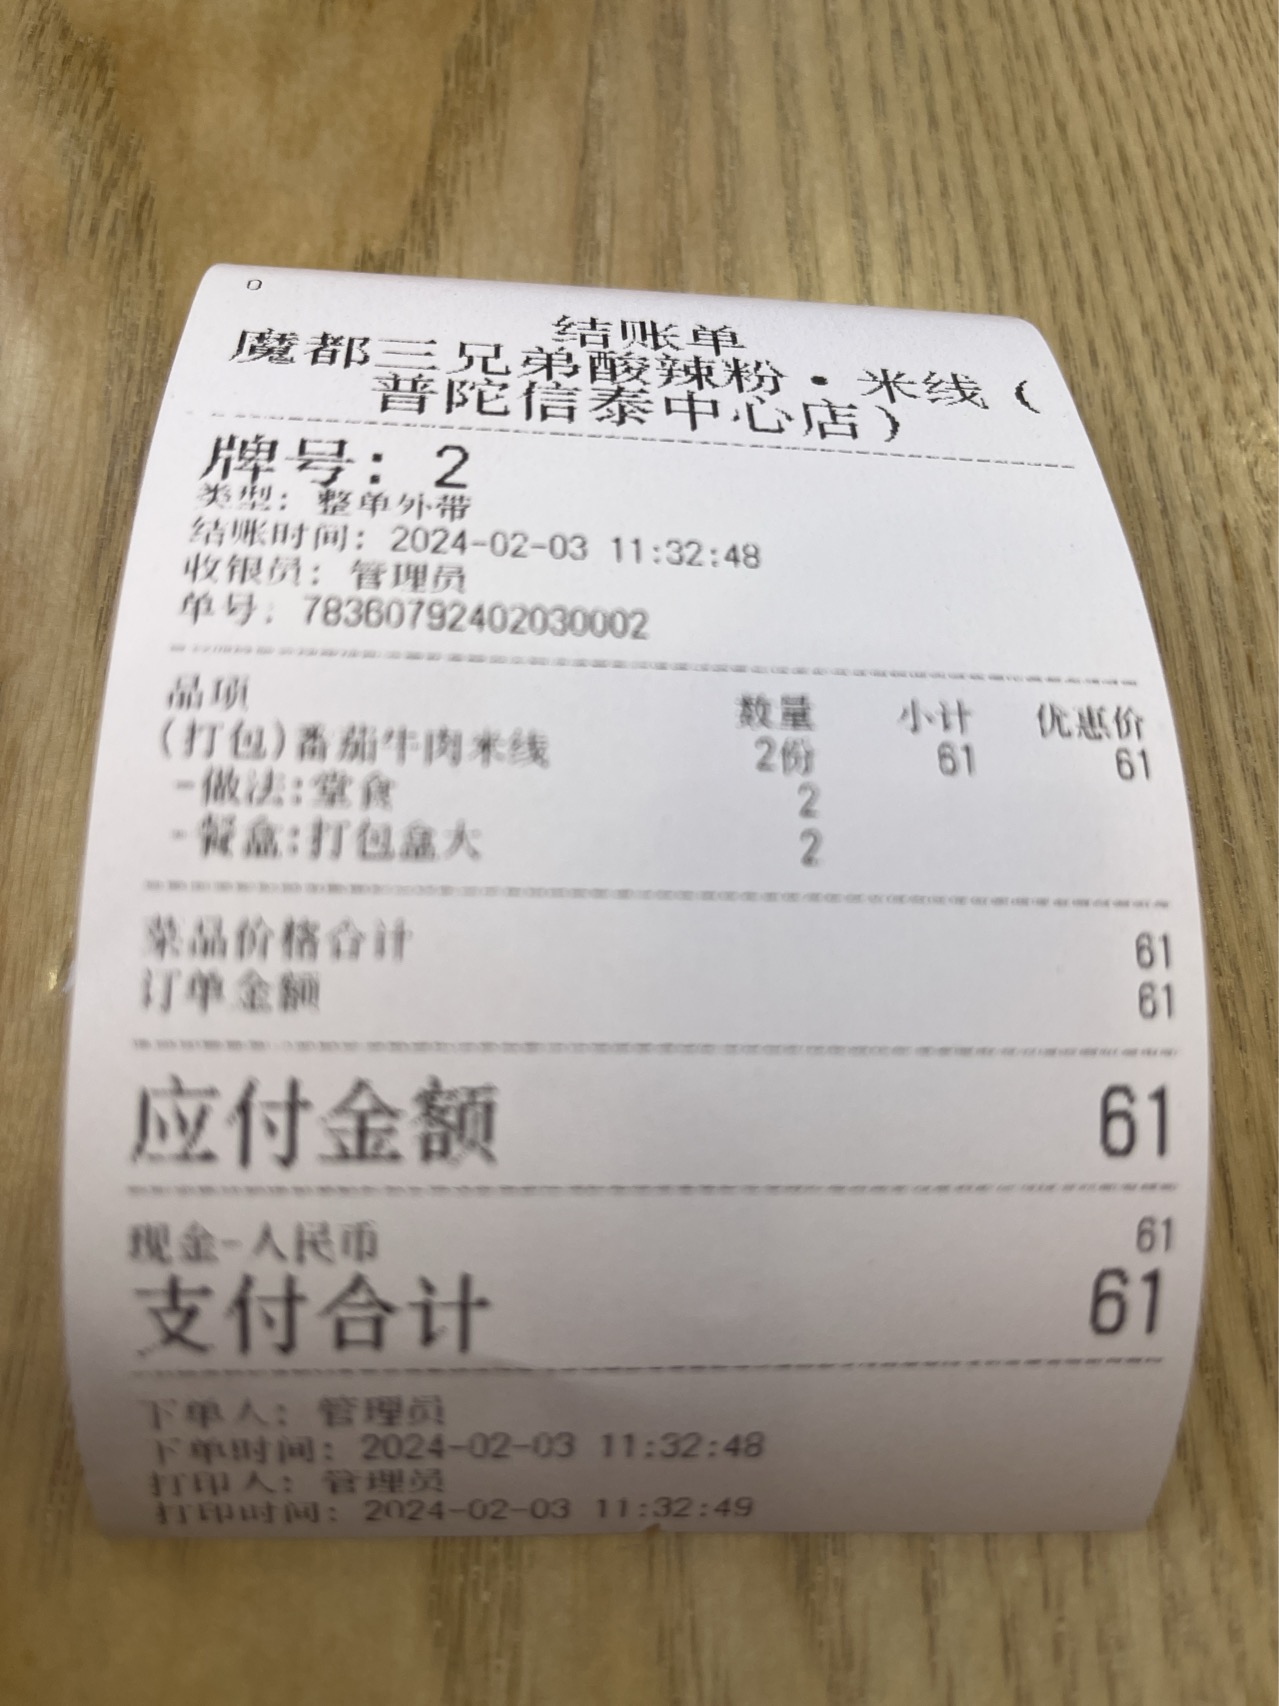 0
结账单
魔都三兄弟酸辣粉·米线（
普陀信泰中心店）
牌号：2
类型：整单外带
结账时间：2024-02-03 11:32:48
收银员：管理员
单号：78360792402030002
品项 数量 小计 优惠价
(打包)番茄牛肉米线 2份 61 61
-做法:堂食 2
-餐盒:打包盒大 2
菜品价格合计 61
订单金额 61
应付金额 61
现金-人民币 61
支付合计 61
下单人：管理员
下单时间：2024-02-03 11:32:48
打印人：管理员
打印时间：2024-02-03 11:32:49